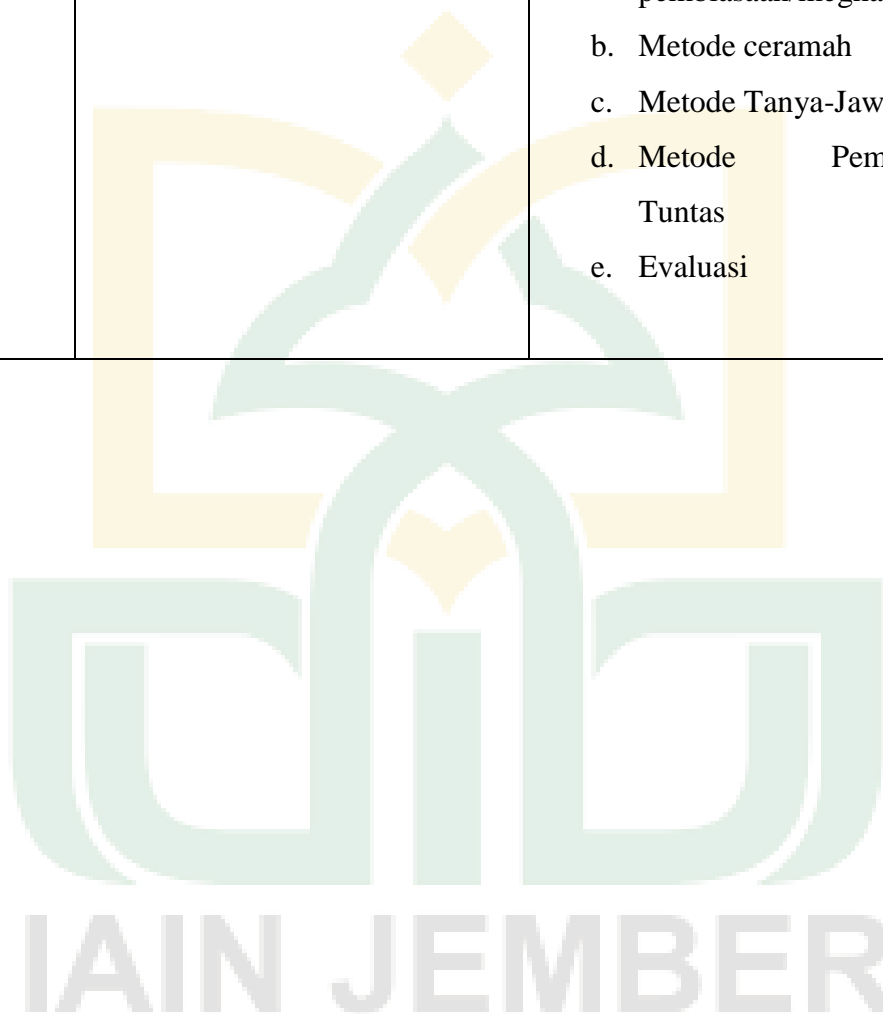 b. Metode ceramah
c. Metode Tanya-Jaw
d. Metode Pem
Tuntas
e. Evaluasi
IAIN JEMBER